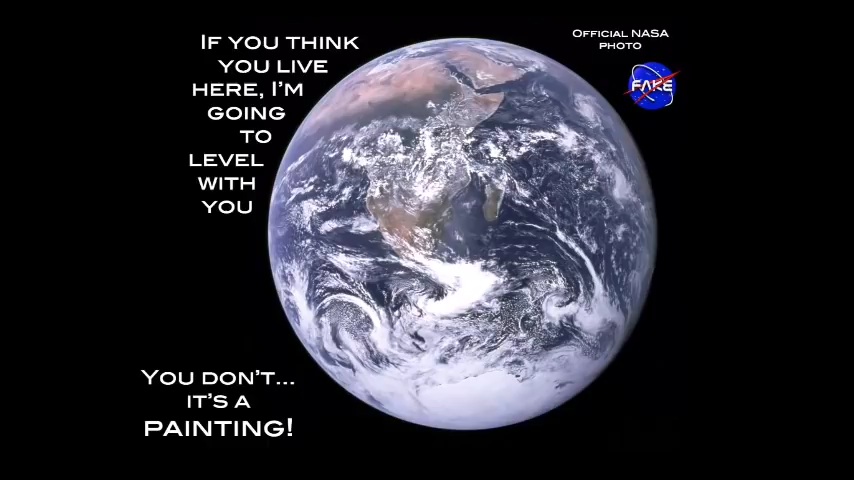 IF YOU THINK
YOU LIVE
HERE, I'M
GOING
TO
LEVEL
WITH
YOU
OFFICIAL NASA
PHOTO
FAKE
YOU DON'T...
IT'S A
PAINTING!